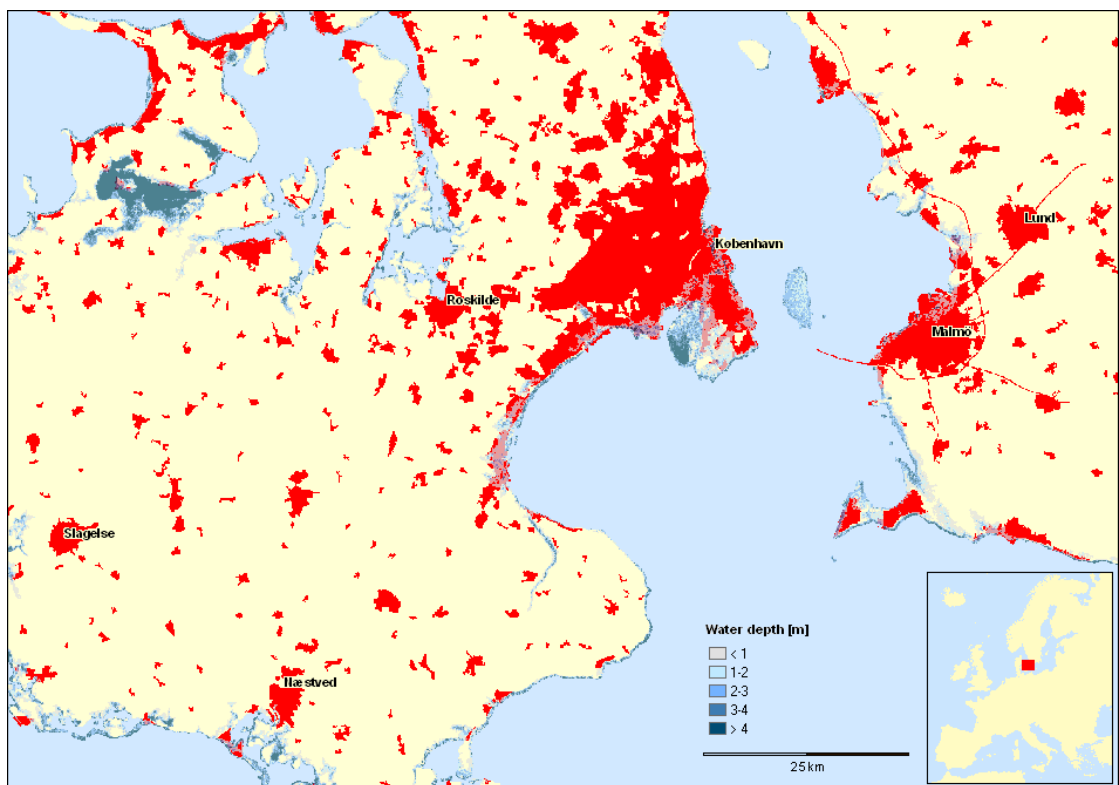 København
Lund
Roskilde
Malmö
Slagelse
Næstved
Water depth [m]
< 1
1-2
2-3
3-4
> 4
25 km